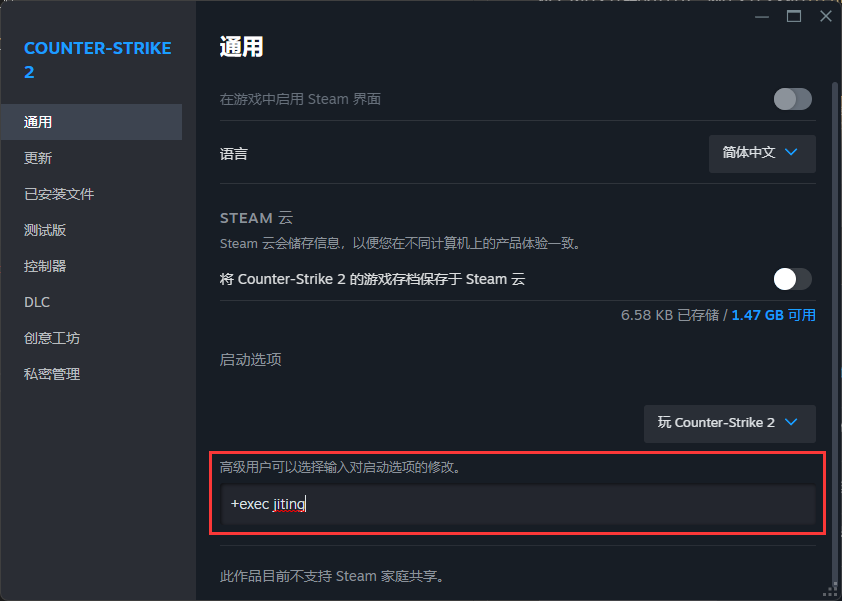 COUNTER-STRIKE
2
通用
更新
已安装文件
测试版
控制器
DLC
创意工坊
私密管理
通用
在游戏中启用 Steam 界面
语言
简体中文
STEAM 云
Steam 云会储存信息，以便您在不同计算机上的产品体验一致。
将 Counter-Strike 2 的游戏存档保存于 Steam 云
6.58 KB 已存储 / 1.47 GB 可用
启动选项
玩 Counter-Strike 2
高级用户可以选择输入对启动选项的修改。
+exec jiting
此作品目前不支持 Steam 家庭共享。